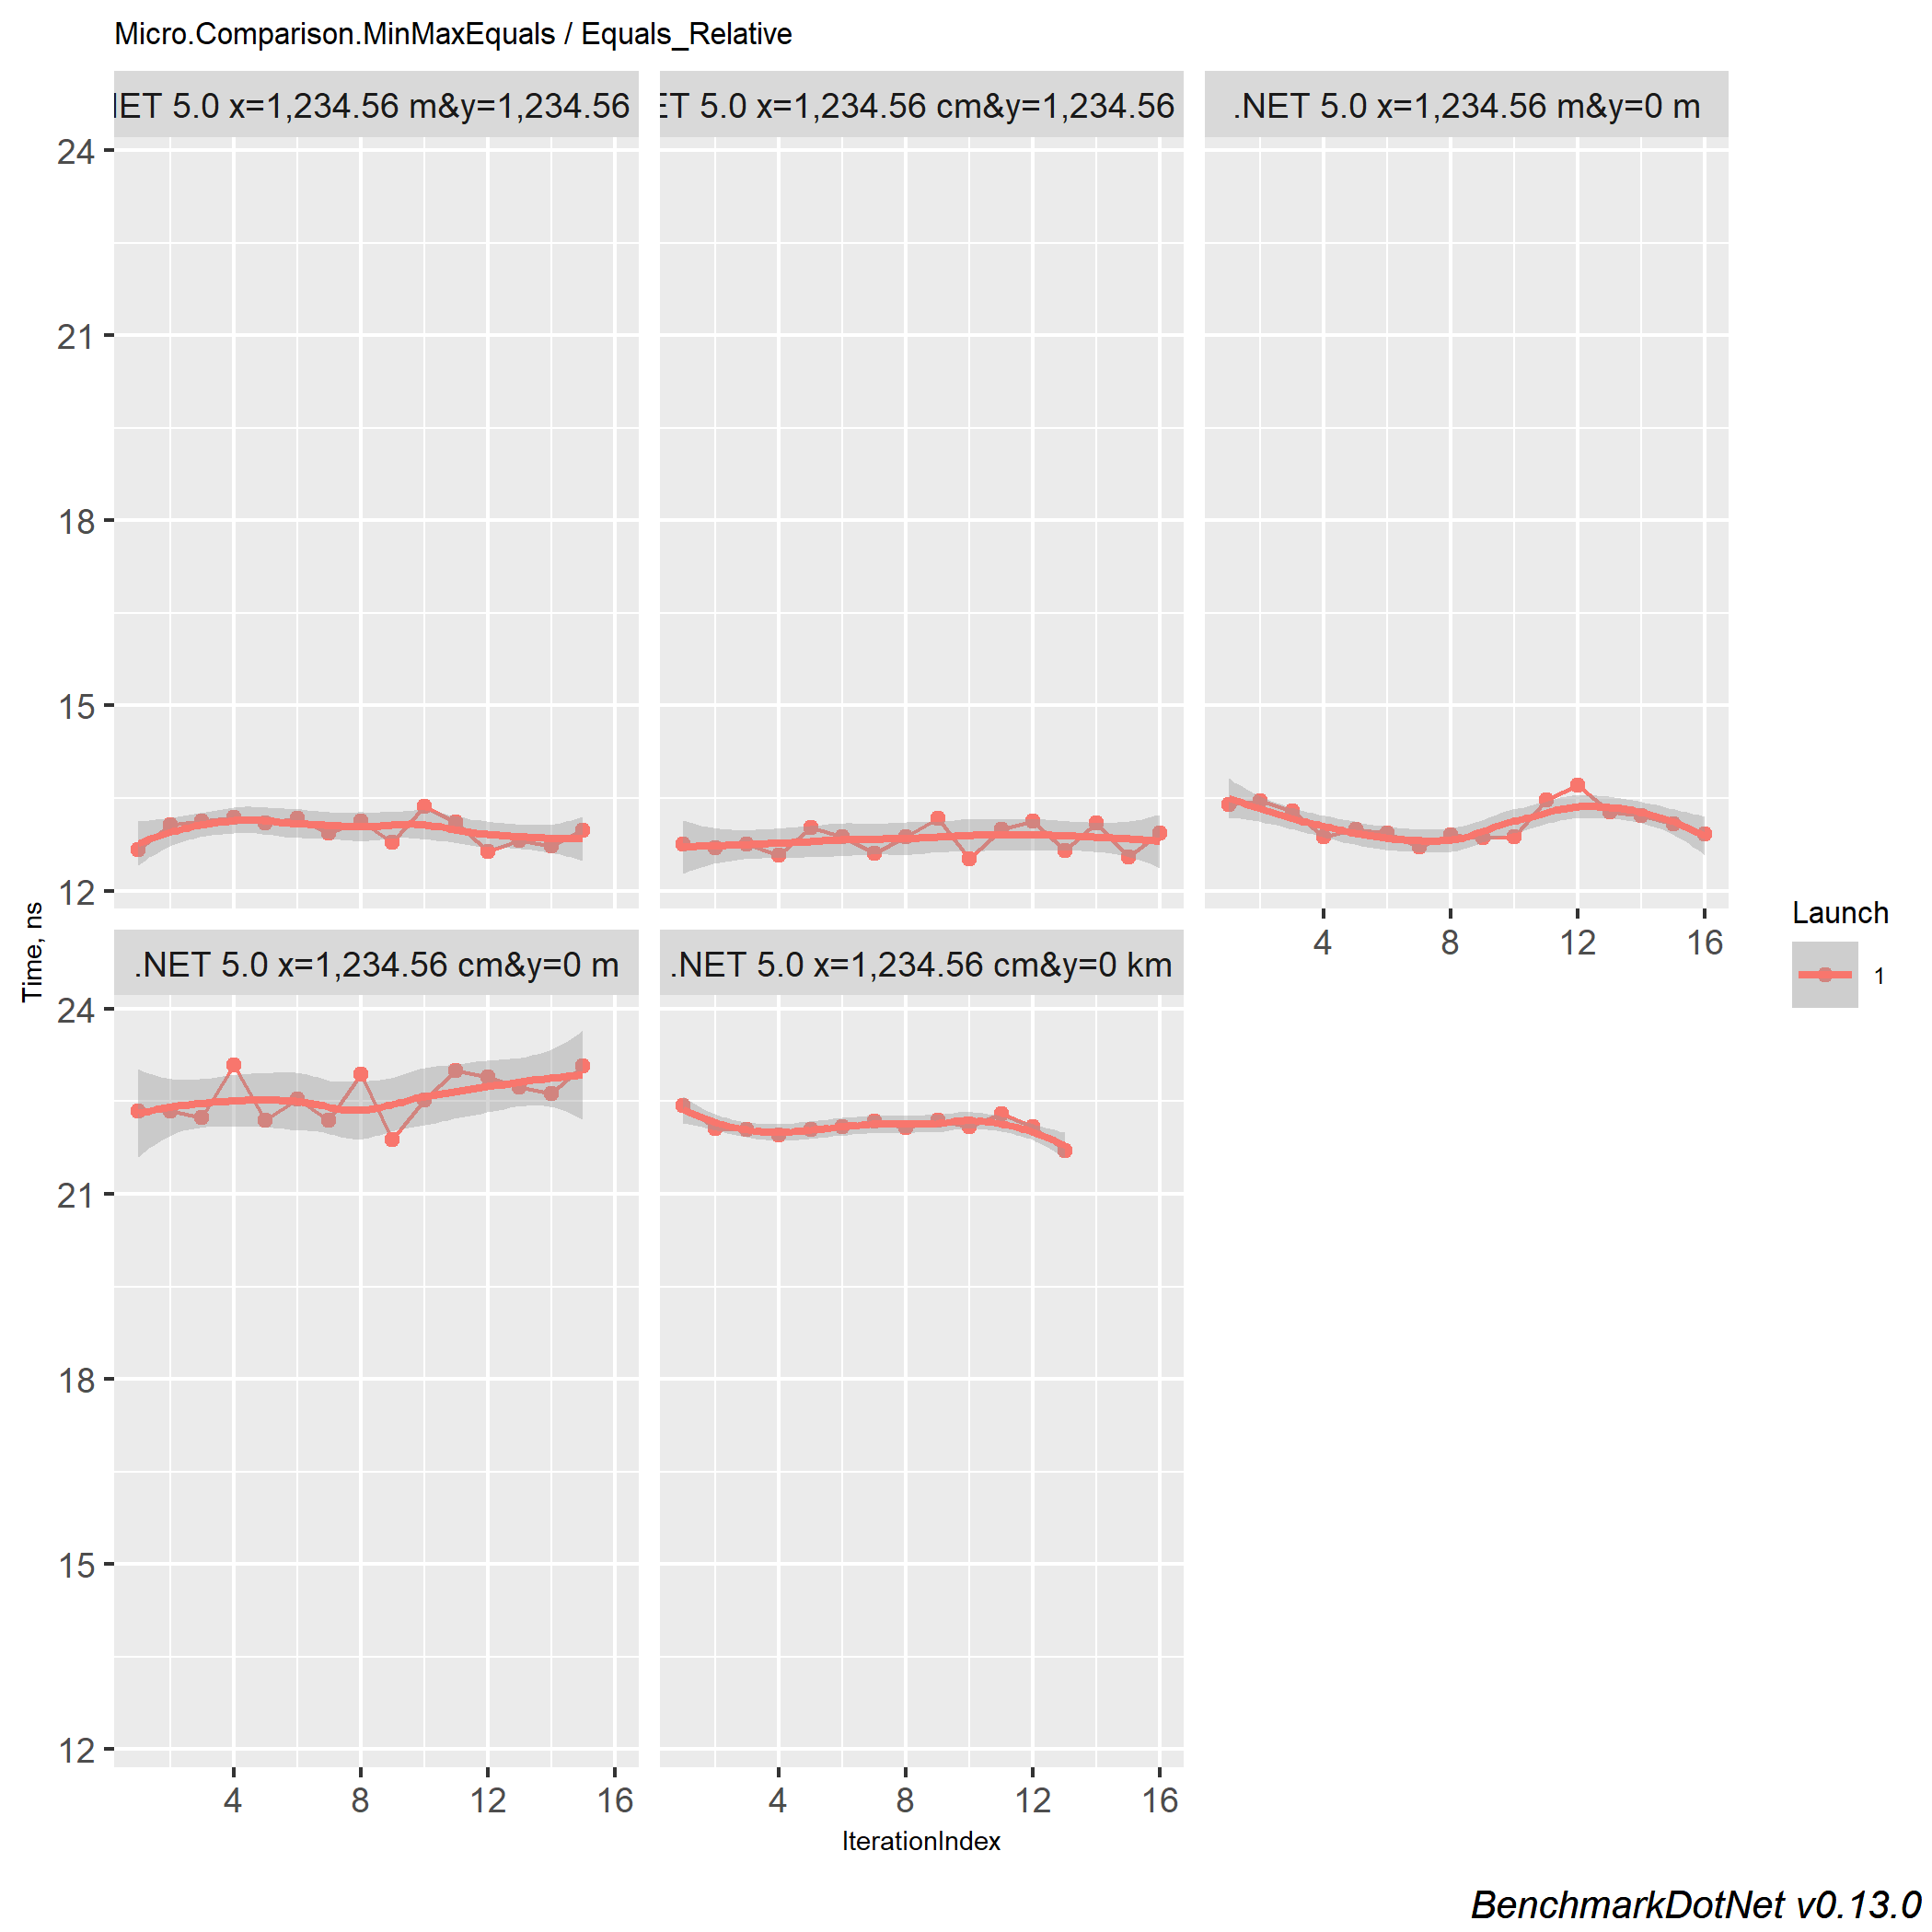 Micro.Comparison.MinMaxEquals / Equals_Relative
ET 5.0 x=1,234.56 m&y=1,234.56
ET 5.0 x=1,234.56 cm&y=1,234.56
.NET 5.0 x=1,234.56 m&y=0 m
24
21
18
15
12
4
8
12
16
.NET 5.0 x=1,234.56 cm&y=0 m
.NET 5.0 x=1,234.56 cm&y=0 km
24
21
18
15
12
4
8
12
16
4
8
12
16
Time, ns
IterationIndex
Launch
1
BenchmarkDotNet v0.13.0